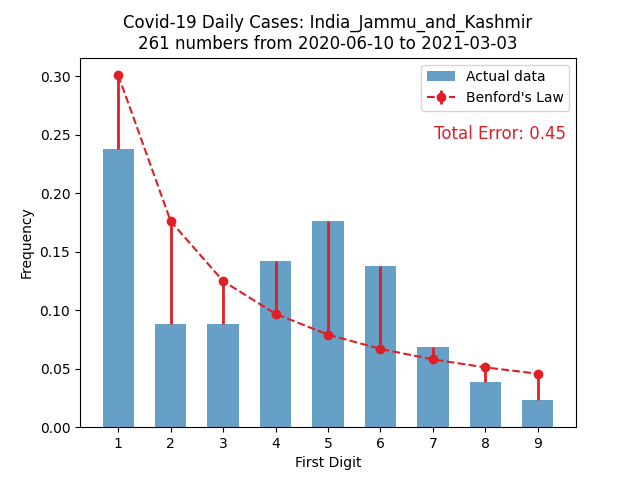 Covid-19 Daily Cases: India_Jammu_and_Kashmir
261 numbers from 2020-06-10 to 2021-03-03
Actual data
Benford's Law
Total Error: 0.45
Frequency
0.30
0.25
0.20
0.15
0.10
0.05
0.00
1 2 3 4 5 6 7 8 9
First Digit